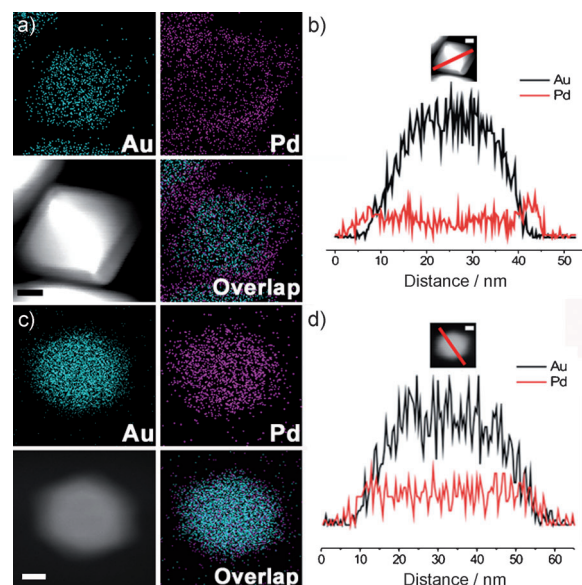 a)
Au
Pd
Overlap
b)
Au
Pd
0 10 20 30 40 50
Distance / nm
c)
Au
Pd
Overlap
d)
Au
Pd
0 10 20 30 40 50 60
Distance / nm